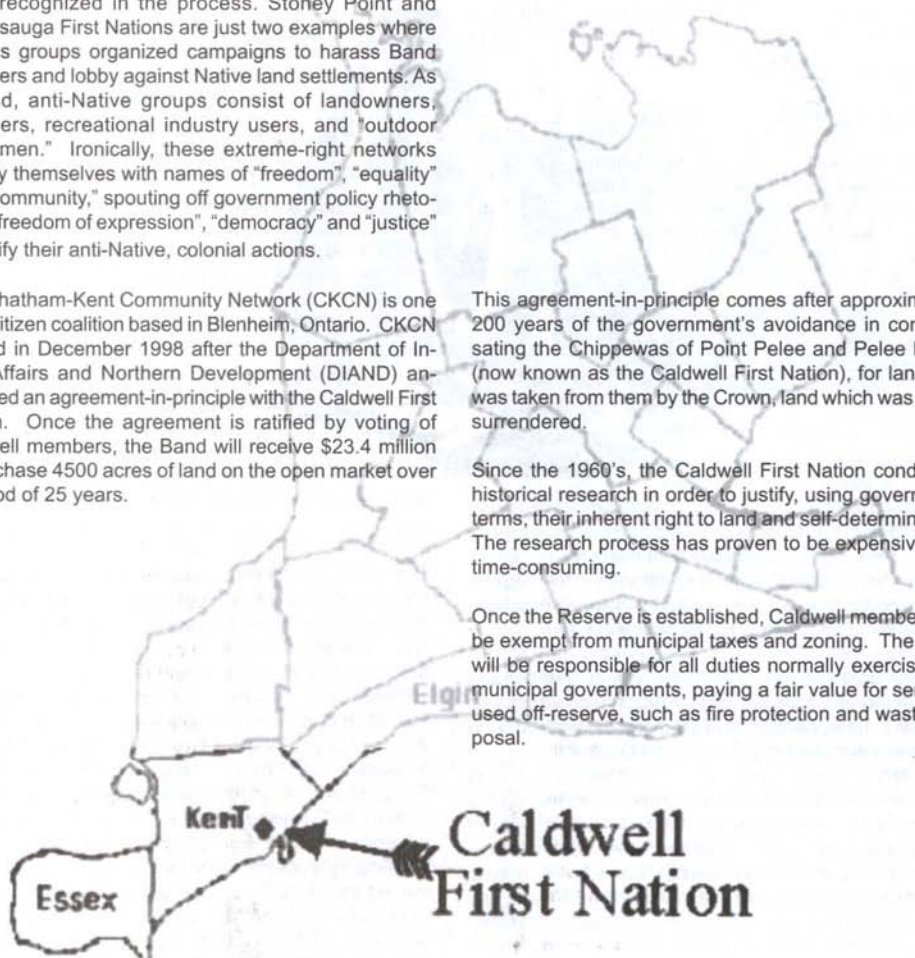 recognized in the process. Stoney Point and
sauga First Nations are just two examples where
s groups organized campaigns to harass Band
ers and lobby against Native land settlements. As
d, anti-Native groups consist of landowners,
ers, recreational industry users, and "outdoor
men." Ironically, these extreme-right networks
y themselves with names of "freedom", "equality"
ommunity," spouting off government policy rheto-
freedom of expression", "democracy" and "justice"
ify their anti-Native, colonial actions.
hatham-Kent Community Network (CKCN) is one
itizen coalition based in Blenheim, Ontario. CKCN
d in December 1998 after the Department of In-
Affairs and Northern Development (DIAND) an-
ed an agreement-in-principle with the Caldwell First
n. Once the agreement is ratified by voting of
ell members, the Band will receive $23.4 million
chase 4500 acres of land on the open market over
od of 25 years.
This agreement-in-principle comes after approxin
200 years of the government's avoidance in con
sating the Chippewas of Point Pelee and Pelee I
(now known as the Caldwell First Nation), for lan
was taken from them by the Crown, land which was
surrendered.
Since the 1960's, the Caldwell First Nation cond
historical research in order to justify, using govern
terms, their inherent right to land and self-determin
The research process has proven to be expensiv
time-consuming.
Once the Reserve is established, Caldwell membe
be exempt from municipal taxes and zoning. The
will be responsible for all duties normally exercis
municipal governments, paying a fair value for ser
used off-reserve, such as fire protection and wast
posal.
Elgin
Kent
Caldwell
First Nation
Essex